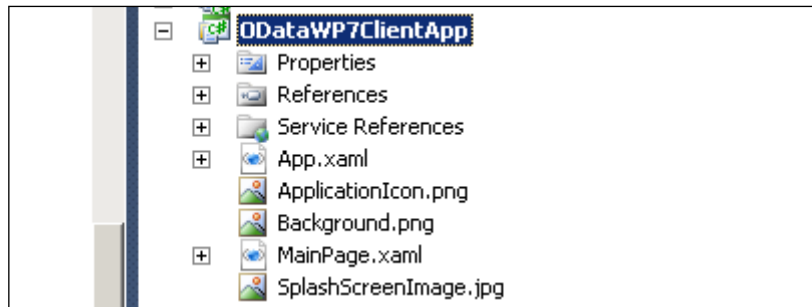 ODataWP7ClientApp
Properties
References
Service References
App.xaml
ApplicationIcon.png
Background.png
MainPage.xaml
SplashScreenImage.jpg